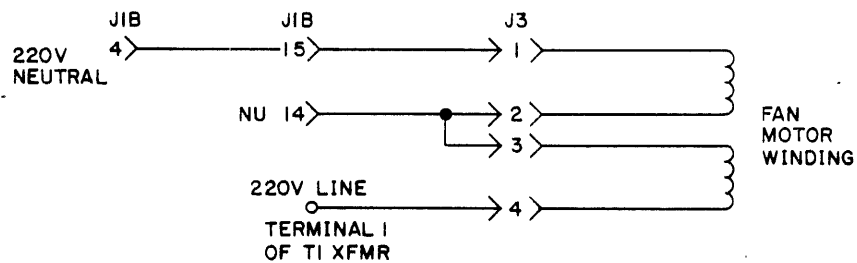 J1B J1B J3
220V
NEUTRAL
4 15 1
NU 14 2
3
FAN
MOTOR
WINDING
220V LINE
4
TERMINAL 1
OF T1 XFMR